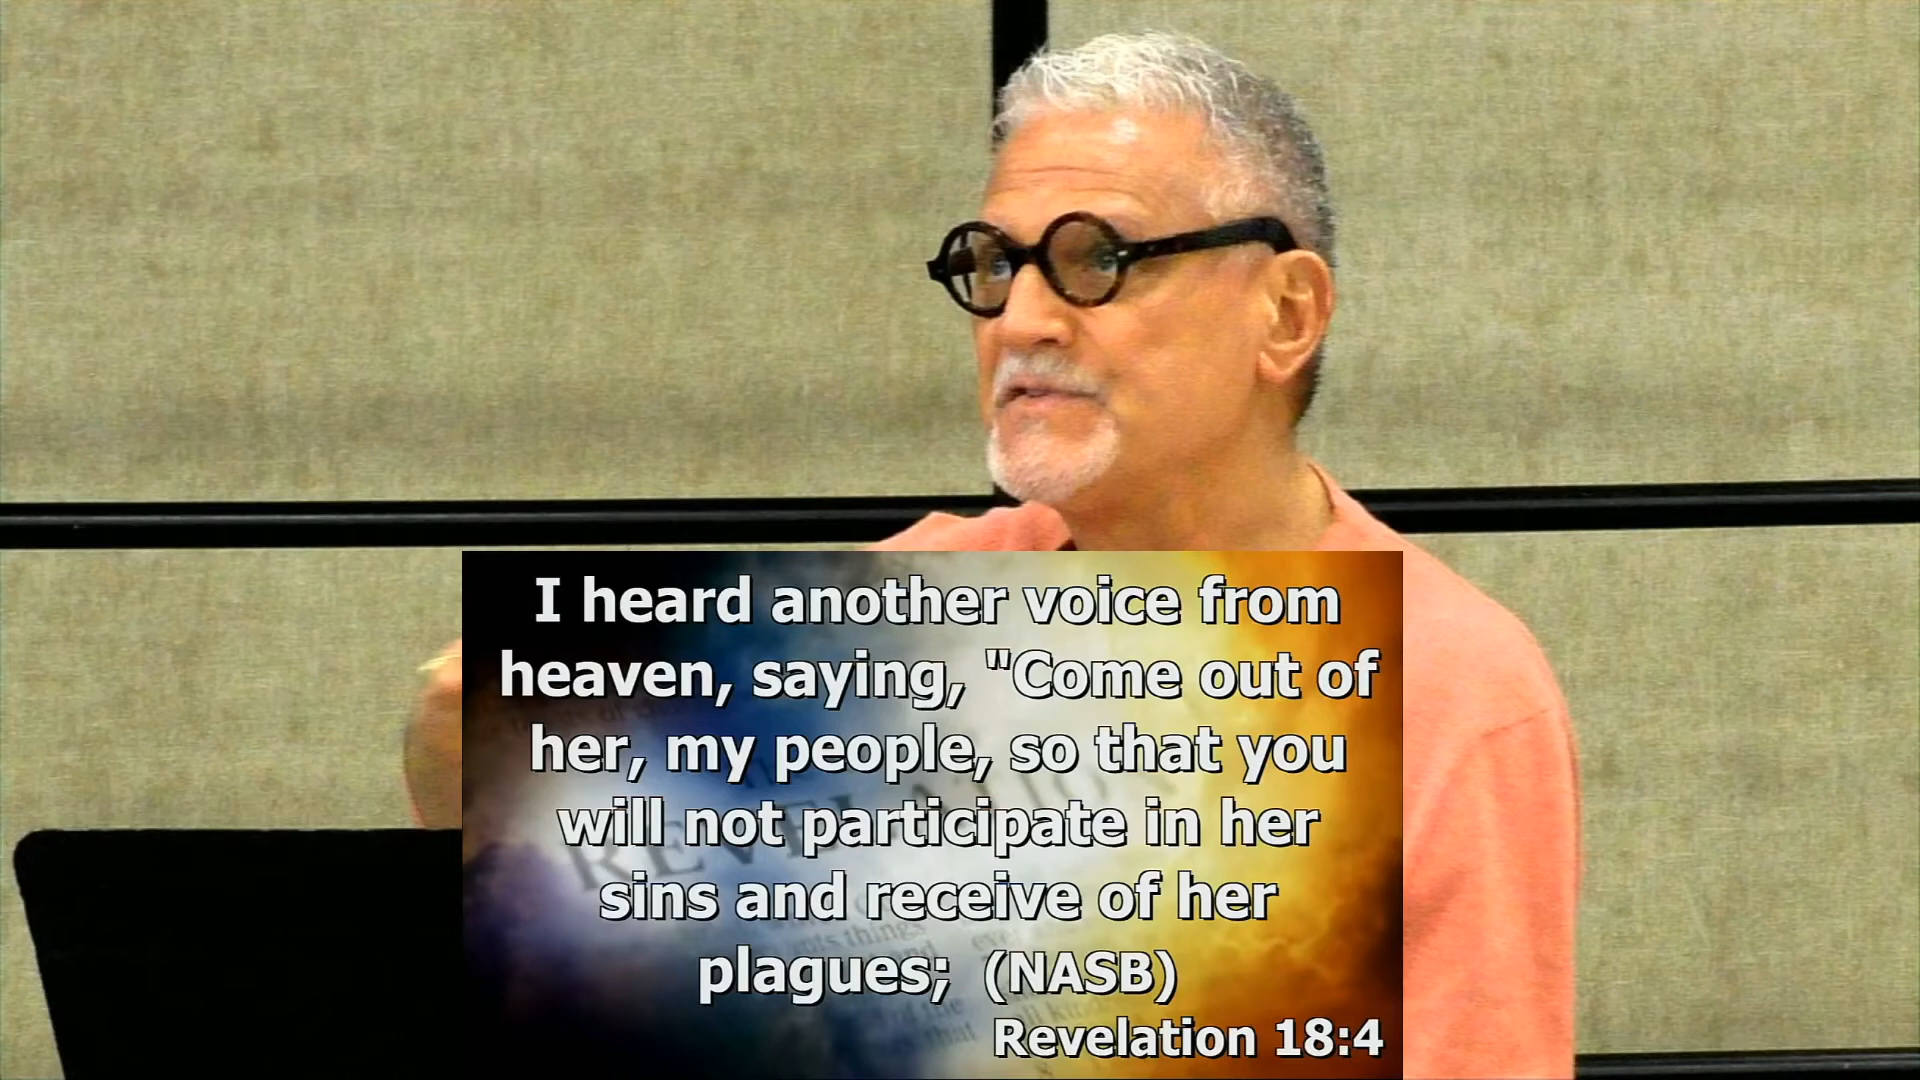 I heard another voice from
heaven, saying, "Come out of
her, my people, so that you
will not participate in her
sins and receive of her
plagues; (NASB)
Revelation 18:4
REVELATION